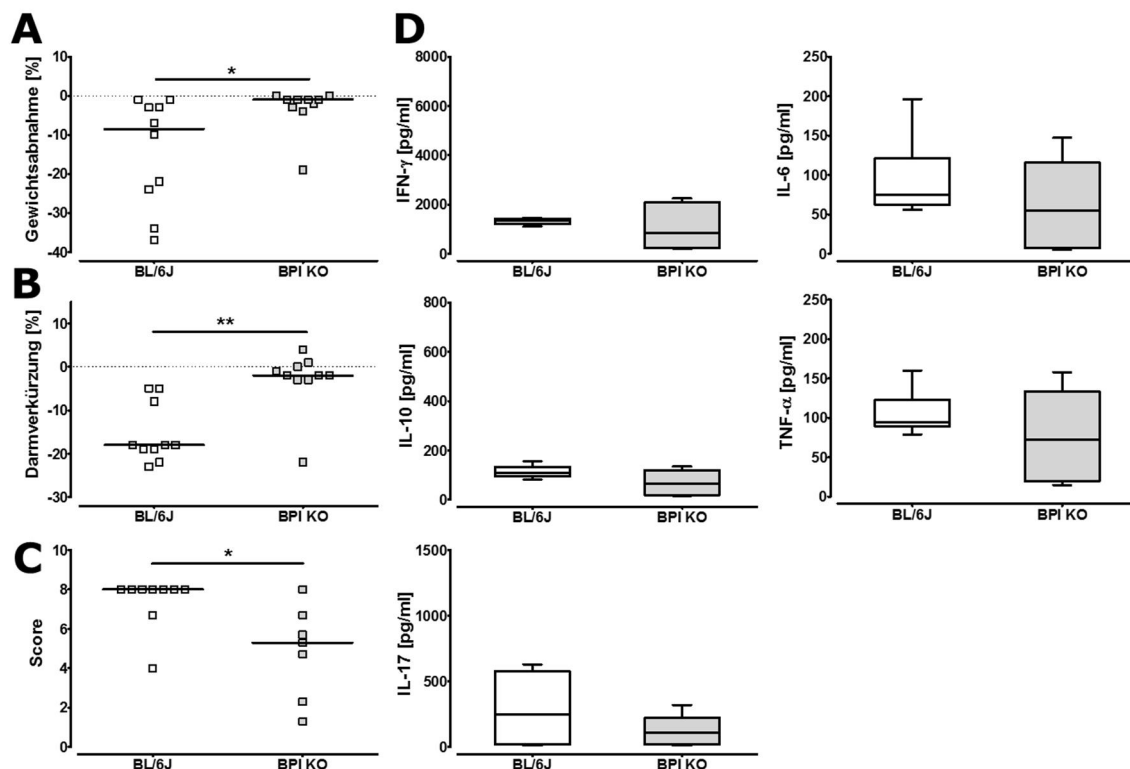 A
Gewichtsabnahme [%]
10
0
-10
-20
-30
-40
*
BL/6J
BPI KO
B
Darmverkürzung [%]
10
0
-10
-20
-30
**
BL/6J
BPI KO
C
Score
10
8
6
4
2
0
*
BL/6J
BPI KO
D
IFN-γ [pg/ml]
8000
6000
4000
2000
0
BL/6J
BPI KO
IL-6 [pg/ml]
250
200
150
100
50
0
BL/6J
BPI KO
IL-10 [pg/ml]
800
600
400
200
0
BL/6J
BPI KO
TNF-α [pg/ml]
250
200
150
100
50
0
BL/6J
BPI KO
IL-17 [pg/ml]
1500
1000
500
0
BL/6J
BPI KO